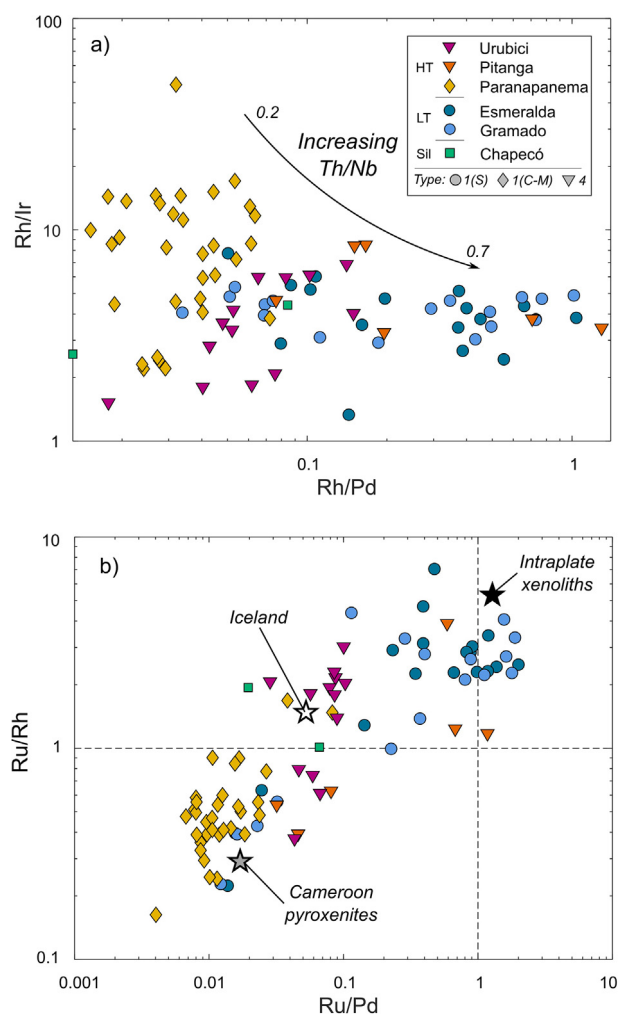 a)
100
10
1
Rh/Ir
0.1
1
Rh/Pd
0.2
Increasing
Th/Nb
0.7
Urubici
HT Pitanga
Paranapanema
LT Esmeralda
Gramado
Sil Chapecó
Type: 1(S) 1(C-M) 4
b)
10
1
0.1
Ru/Rh
0.001
0.01
0.1
1
10
Ru/Pd
Iceland
Intraplate
xenoliths
Cameroon
pyroxenites